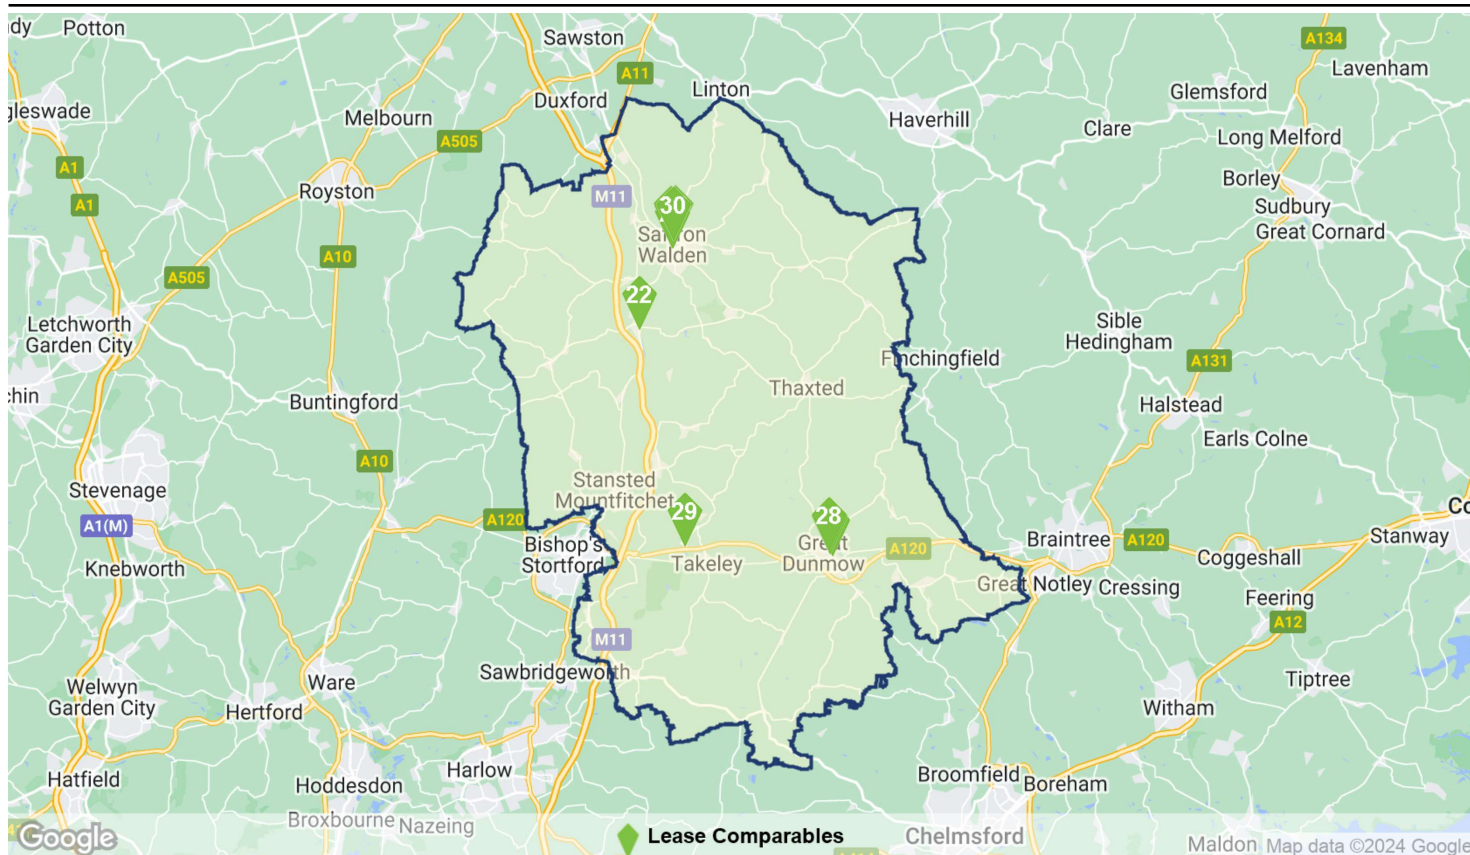 dy
Potton
Sawston
A134
Lavenham
A11
Linton
Glemsford
gleswade
Duxford
Melbourn
Haverhill
Clare
Long Melford
A505
A1
Royston
M11
Borley
A1
30
Sudbury
Great Cornard
Saffron
Walden
A10
A505
22
Letchworth
Garden City
Sible
Hedingham
Finchingfield
A131
Thaxted
chin
Buntingford
Halstead
Earls Colne
A10
Stansted
Mountfitchet
Stevenage
A1(M)
A120
29
28
Co
Bishop's
Stortford
Takeley
Great
Dunmow
A120
Braintree
A120
Stanway
Coggeshall
Knebworth
Great Notley
Cressing
Feering
A12
M11
Sawbridgeworth
Ware
Tiptree
Welwyn
Garden City
Hertford
Witham
Harlow
Hatfield
Hoddesdon
Broomfield
Boreham
Broxbourne
Nazeing
Google
Lease Comparables
Chelmsford
Maldon
Map data ©2024 Google